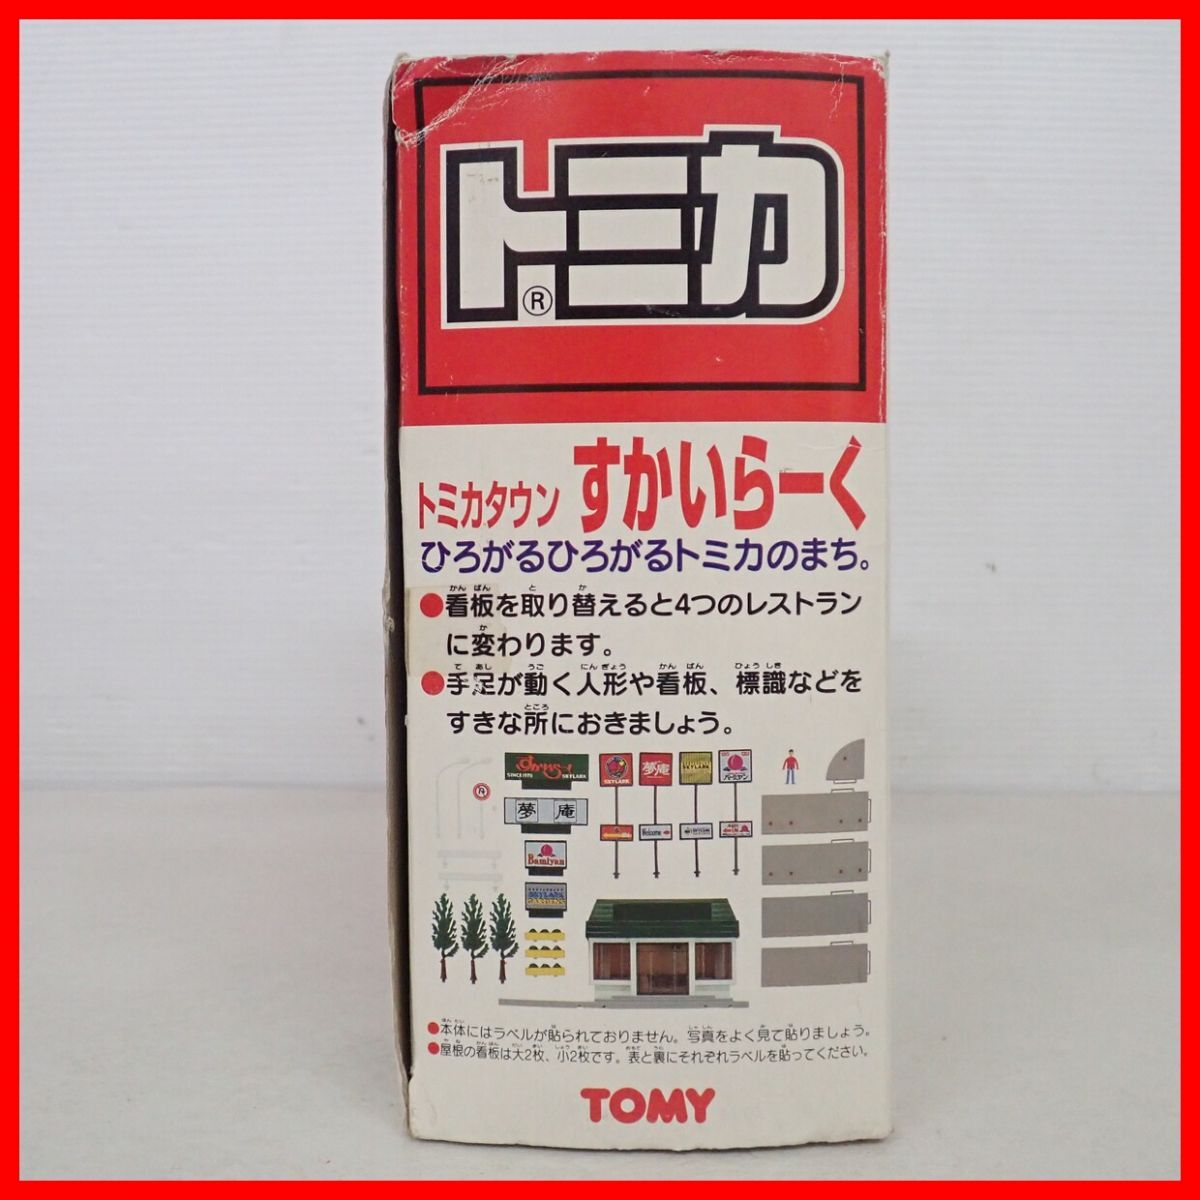 トミカ
®
トミカタウン すかいらーく
ひろがるひろがるトミカのまち。
●看板を取り替えると4つのレストラン
に変わります。
●手足が動く人形や看板、標識などを
すきな所におきましょう。
すかいらーく
SINCE1970 SKYLARK
SKYLARK
夢庵
バーミヤン
夢 庵
Welcome
Bamiyan
SKYLARK
GARDENS
●本体にはラベルが貼られておりません。写真をよく見て貼りましょう。
●屋根の看板は大2枚、小2枚です。表と裏にそれぞれラベルを貼ってください。
TOMY